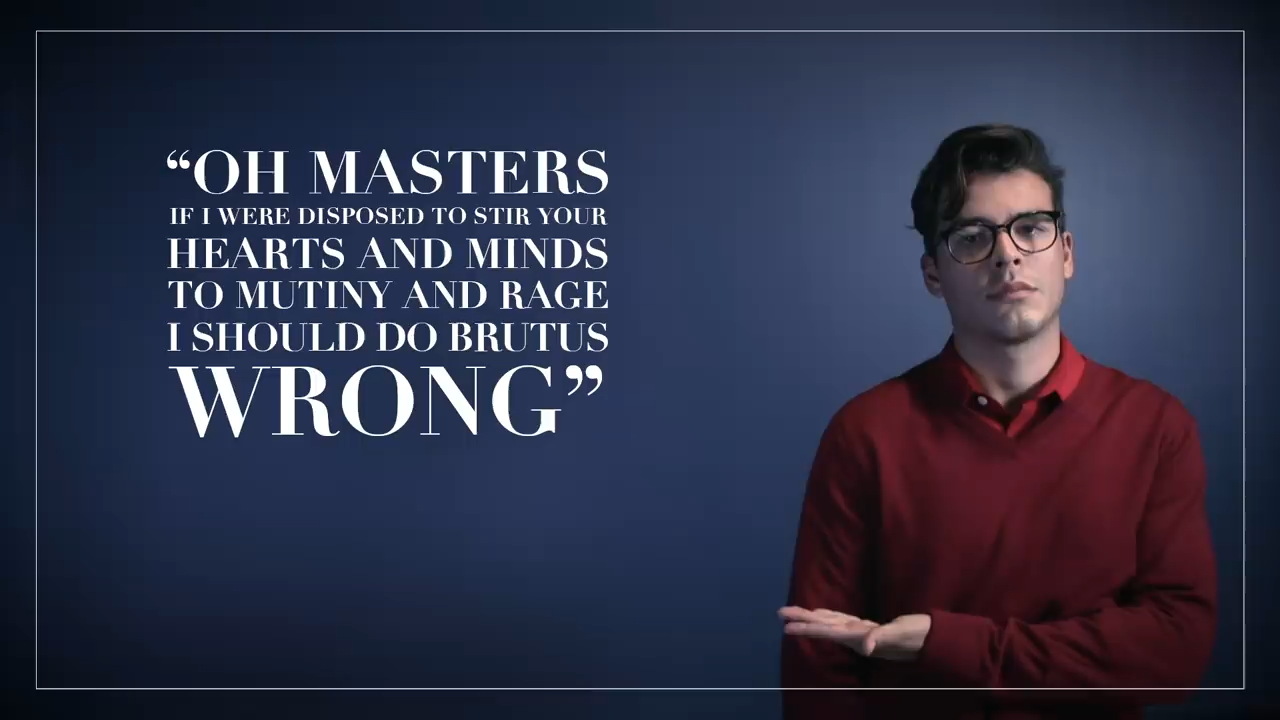 “OH MASTERS
IF I WERE DISPOSED TO STIR YOUR
HEARTS AND MINDS
TO MUTINY AND RAGE
I SHOULD DO BRUTUS
WRONG”